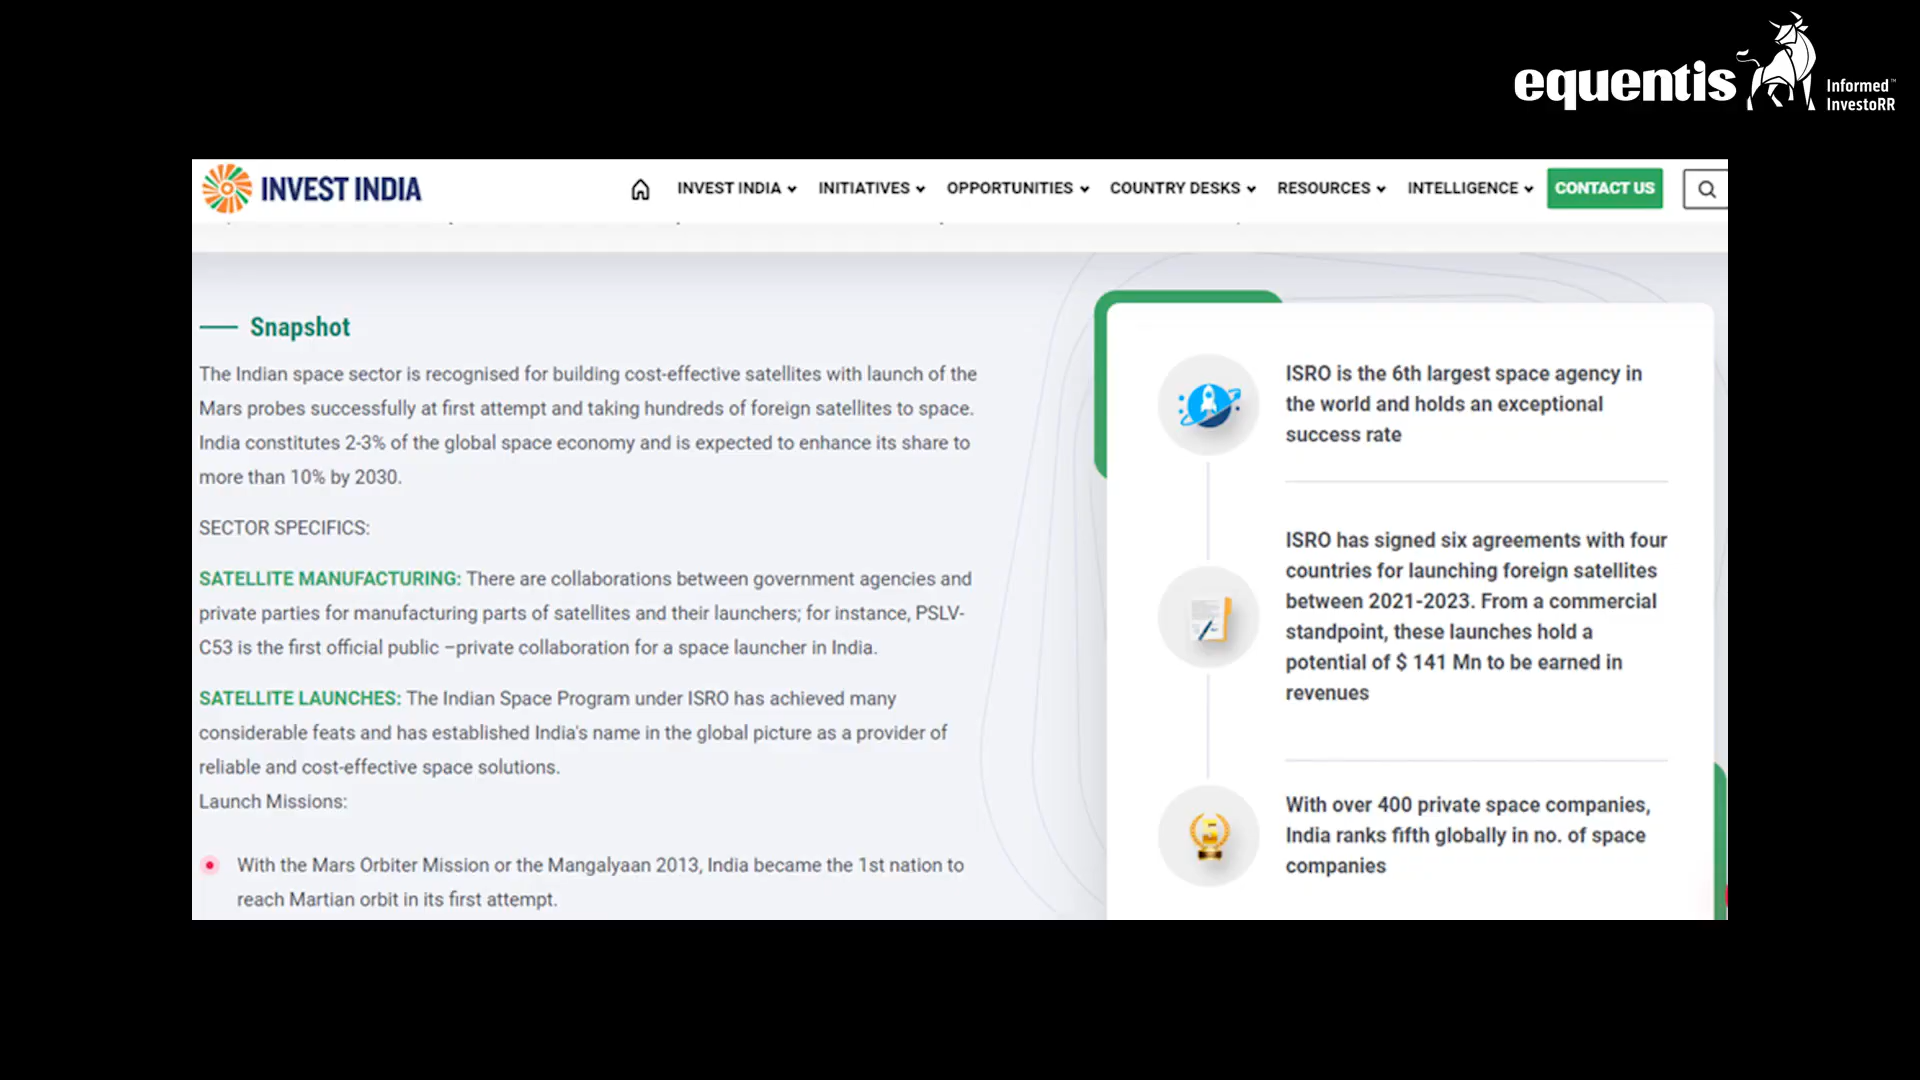 equentis
Informed™
InvestoRR
INVEST INDIA
INVEST INDIA
INITIATIVES
OPPORTUNITIES
COUNTRY DESKS
RESOURCES
INTELLIGENCE
CONTACT US
Snapshot
The Indian space sector is recognised for building cost-effective satellites with launch of the
Mars probes successfully at first attempt and taking hundreds of foreign satellites to space.
India constitutes 2-3% of the global space economy and is expected to enhance its share to
more than 10% by 2030.
SECTOR SPECIFICS:
SATELLITE MANUFACTURING: There are collaborations between government agencies and
private parties for manufacturing parts of satellites and their launchers; for instance, PSLV-
C53 is the first official public –private collaboration for a space launcher in India.
SATELLITE LAUNCHES: The Indian Space Program under ISRO has achieved many
considerable feats and has established India's name in the global picture as a provider of
reliable and cost-effective space solutions.
Launch Missions:
With the Mars Orbiter Mission or the Mangalyaan 2013, India became the 1st nation to
reach Martian orbit in its first attempt.
ISRO is the 6th largest space agency in
the world and holds an exceptional
success rate
ISRO has signed six agreements with four
countries for launching foreign satellites
between 2021-2023. From a commercial
standpoint, these launches hold a
potential of $ 141 Mn to be earned in
revenues
5
With over 400 private space companies,
India ranks fifth globally in no. of space
companies